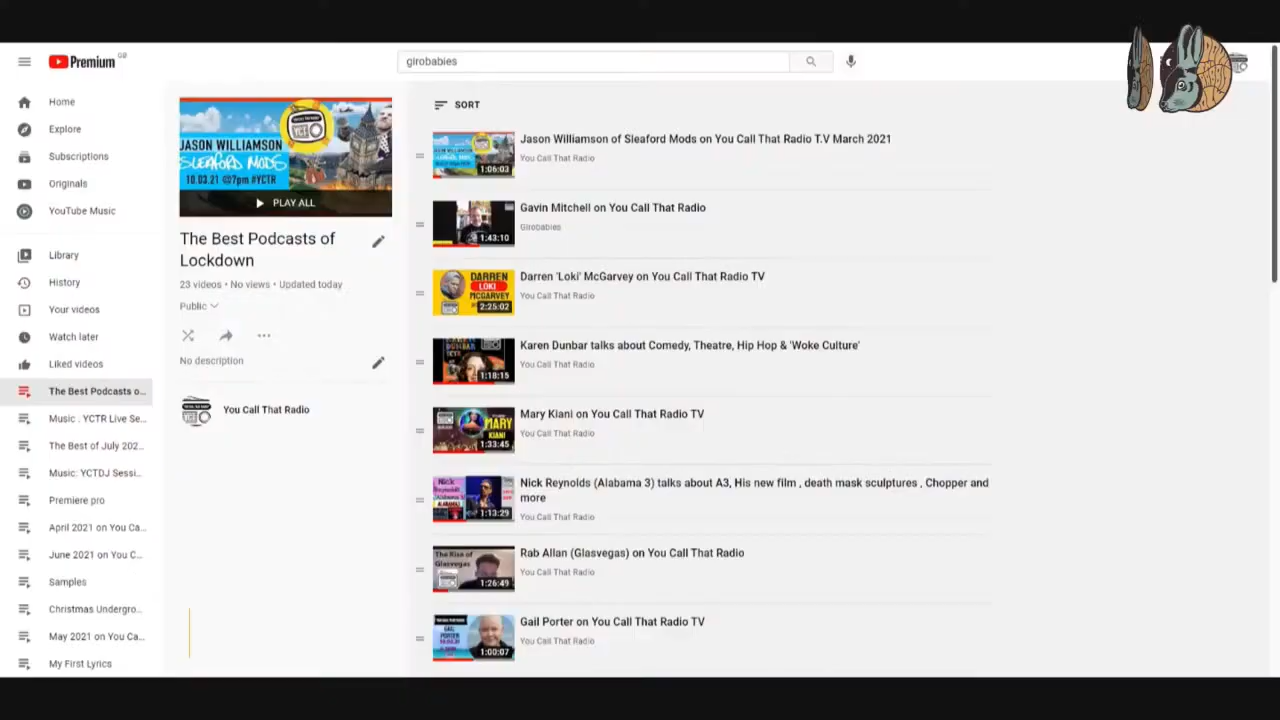 Premium GB
girobabies
Home
Explore
Subscriptions
Originals
YouTube Music
Library
History
Your videos
Watch later
Liked videos
The Best Podcasts o...
Music . YCTR Live Se...
The Best of July 202...
Music: YCTDJ Sessi...
Premiere pro
April 2021 on You Ca...
June 2021 on You C...
Samples
Christmas Undergro...
May 2021 on You Ca...
My First Lyrics
JASON WILLIAMSON
SLEAFORD MODS
10.03.21 @7pm #YCTR
PLAY ALL
The Best Podcasts of
Lockdown
23 videos • No views • Updated today
Public
No description
You Call That Radio
SORT
Jason Williamson of Sleaford Mods on You Call That Radio T.V March 2021
You Call That Radio
1:06:03
Gavin Mitchell on You Call That Radio
Girobabies
1:43:10
DARREN
LOKI
MCGARVEY
2:25:02
Darren 'Loki' McGarvey on You Call That Radio TV
You Call That Radio
1:18:15
Karen Dunbar talks about Comedy, Theatre, Hip Hop & 'Woke Culture'
You Call That Radio
MARY
KIANI
1:33:45
Mary Kiani on You Call That Radio TV
You Call That Radio
Nick
Reynolds
1:13:29
Nick Reynolds (Alabama 3) talks about A3, His new film , death mask sculptures , Chopper and
more
You Call That Radio
The Rise of
Glasvegas
1:26:49
Rab Allan (Glasvegas) on You Call That Radio
You Call That Radio
GAIL
PORTER
1:00:07
Gail Porter on You Call That Radio TV
You Call That Radio